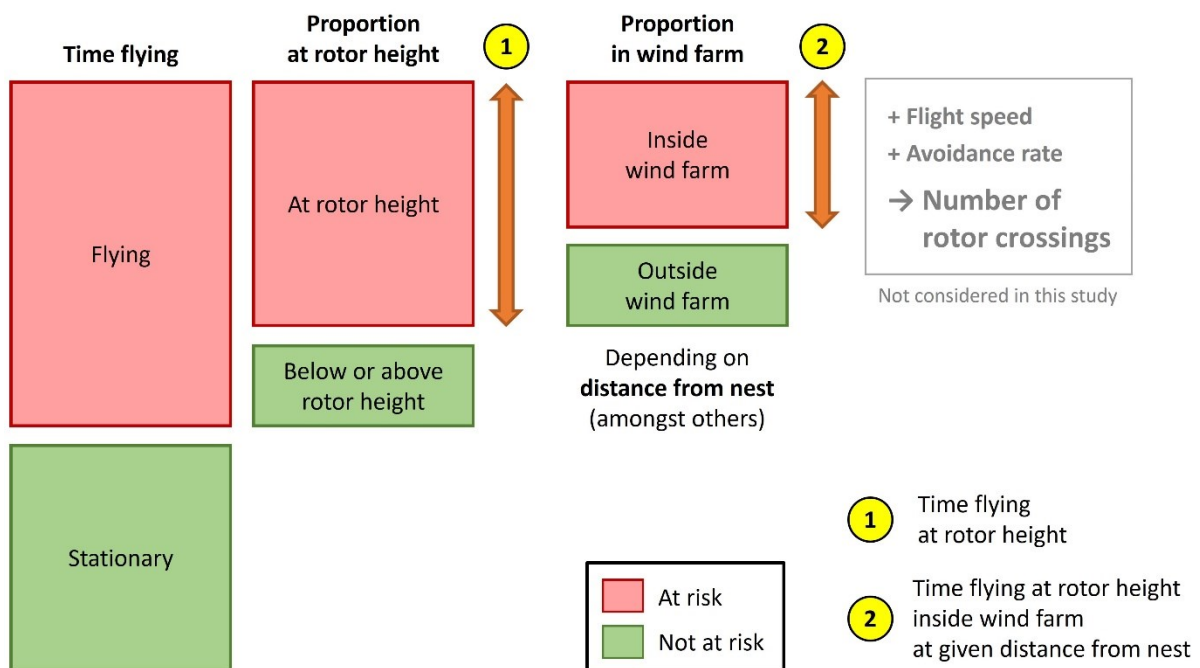 Time flying
Proportion
at rotor height
1
Proportion
in wind farm
2
Flying
At rotor height
Inside
wind farm
+ Flight speed
+ Avoidance rate
→ Number of
rotor crossings
Not considered in this study
Below or above
rotor height
Outside
wind farm
Depending on
distance from nest
(amongst others)
Stationary
At risk
Not at risk
1
Time flying
at rotor height
2
Time flying at rotor height
inside wind farm
at given distance from nest